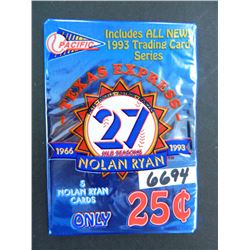 PACIFIC
Includes ALL NEW!
1993 Trading Card
Series
TEXAS EXPRESS
27
MLB SEASONS
1966
1993
NOLAN RYAN
5
NOLAN RYAN
CARDS
6694
ONLY
25¢